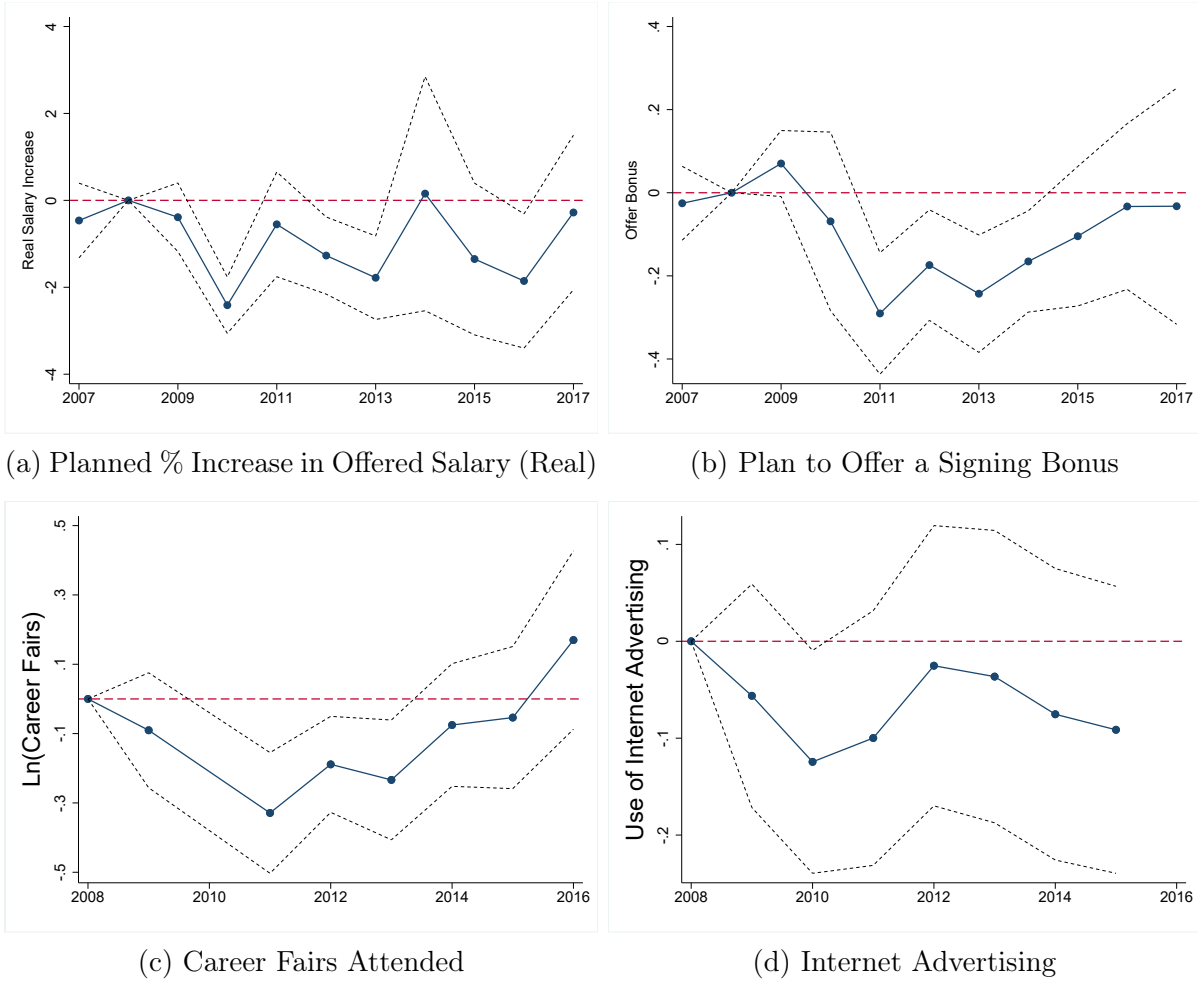 4
2
0
-2
-4
Real Salary Increase
2007 2009 2011 2013 2015 2017
(a) Planned % Increase in Offered Salary (Real)
.4
.2
0
-.2
-.4
Offer Bonus
2007 2009 2011 2013 2015 2017
(b) Plan to Offer a Signing Bonus
.5
.3
.1
-.1
-.3
-.5
Ln(Career Fairs)
2008 2010 2012 2014 2016
(c) Career Fairs Attended
.1
0
-.1
-.2
Use of Internet Advertising
2008 2010 2012 2014 2016
(d) Internet Advertising